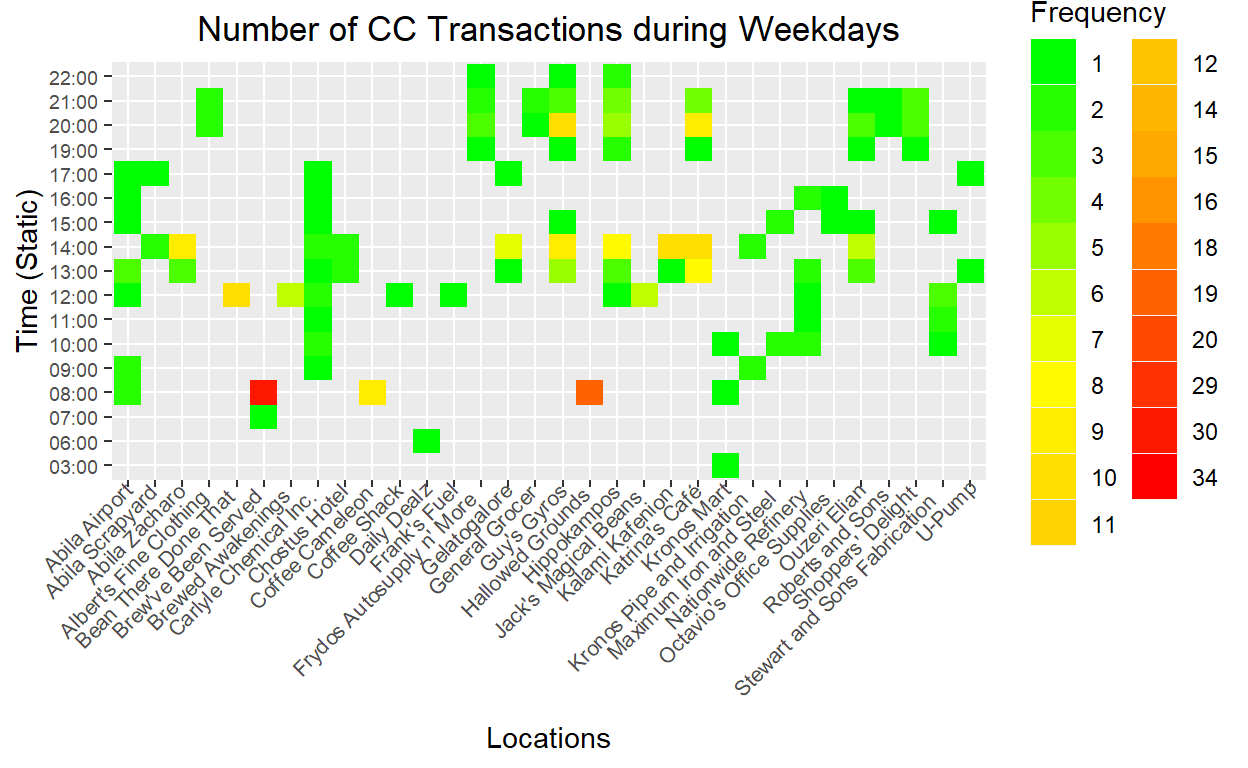 Number of CC Transactions during Weekdays
Frequency
1
2
3
4
5
6
7
8
9
10
11
12
14
15
16
18
19
20
29
30
34
Time (Static)
22:00
21:00
20:00
19:00
17:00
16:00
15:00
14:00
13:00
12:00
11:00
10:00
09:00
08:00
07:00
06:00
03:00
Abila Airport
Abila Scrapyard
Abila Zacharo
Albert's Fine Clothing
Bean There Done That
Brew've Been Served
Brewed Awakenings
Carlyle Chemical Inc.
Chostus Hotel
Coffee Cameleon
Coffee Shack
Daily Dealz
Frank's Fuel
Frydos Autosupply n' More
Gelatogalore
General Grocer
Guy's Gyros
Hallowed Grounds
Hippokampos
Jack's Magical Beans
Kalami Kafenion
Katrina's Café
Kronos Mart
Kronos Pipe and Irrigation
Maximum Iron and Steel
Nationwide Refinery
Octavio's Office Supplies
Ouzeri Elian
Roberts and Sons
Shoppers' Delight
Stewart and Sons Fabrication
U-Pump
Locations